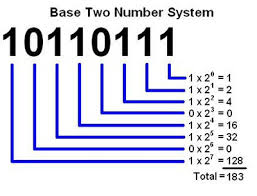 Base Two Number System
10110111
1 x 2⁰ = 1
1 x 2¹ = 2
1 x 2² = 4
0 x 2³ = 0
1 x 2⁴ = 16
1 x 2⁵ = 32
0 x 2⁶ = 0
1 x 2⁷ = 128
Total = 183